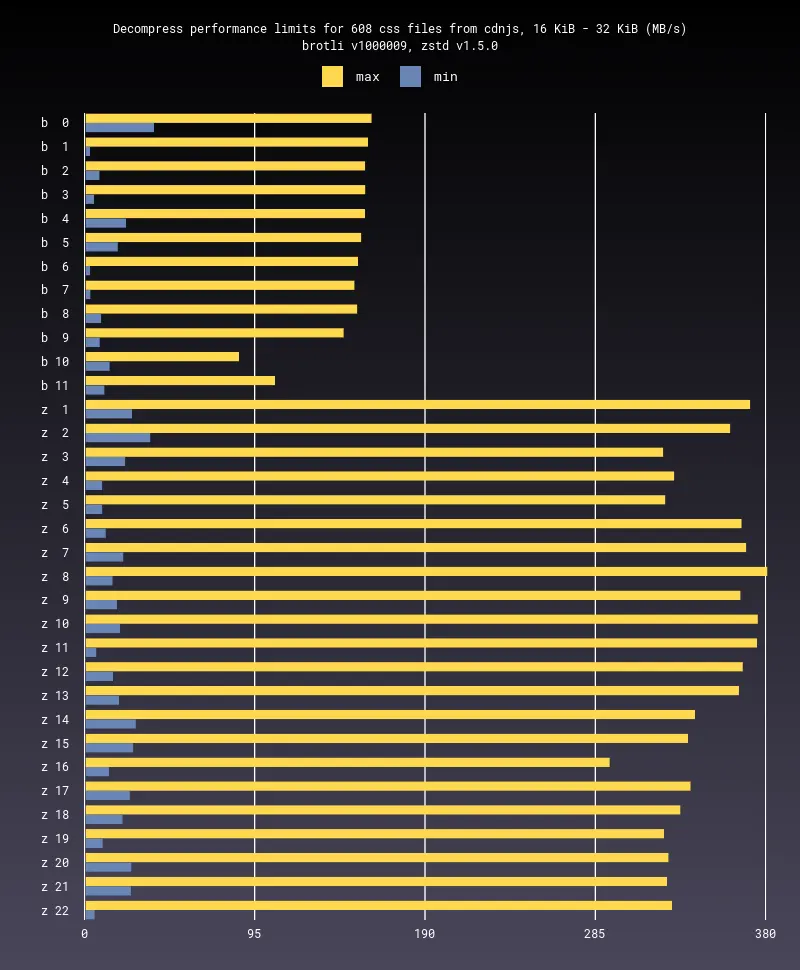 Decompress performance limits for 608 css files from cdnjs, 16 KiB - 32 KiB (MB/s)
brotli v1000009, zstd v1.5.0
max min
b 0
b 1
b 2
b 3
b 4
b 5
b 6
b 7
b 8
b 9
b 10
b 11
z 1
z 2
z 3
z 4
z 5
z 6
z 7
z 8
z 9
z 10
z 11
z 12
z 13
z 14
z 15
z 16
z 17
z 18
z 19
z 20
z 21
z 22
0 95 190 285 380